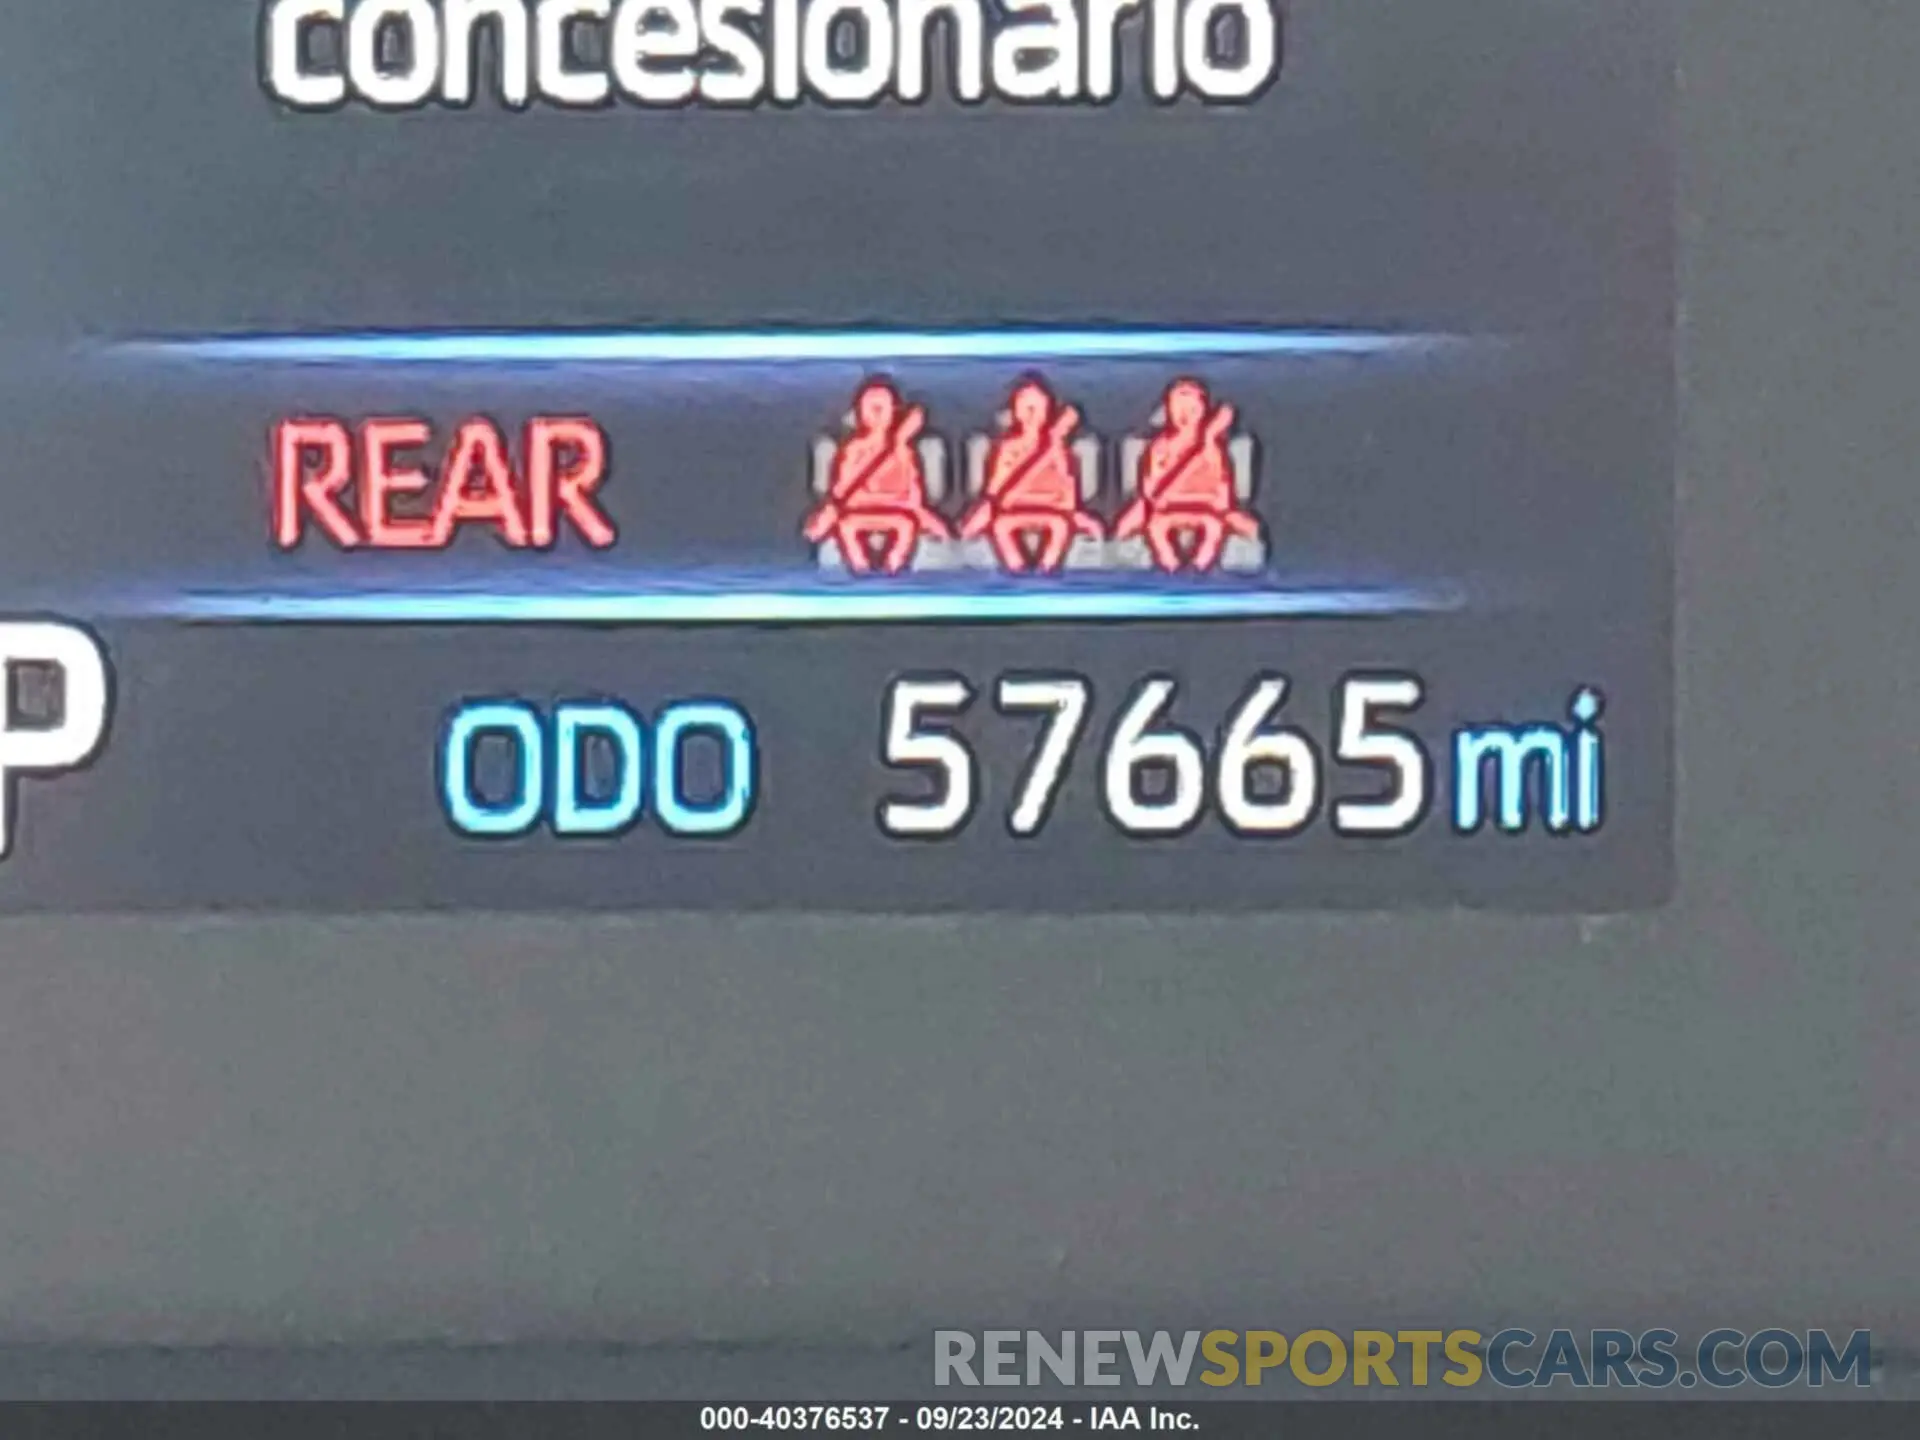 concesionario
REAR
P
ODO 57665 mi
RENEWSPORTSCARS.COM
000-40376537 - 09/23/2024 - IAA Inc.